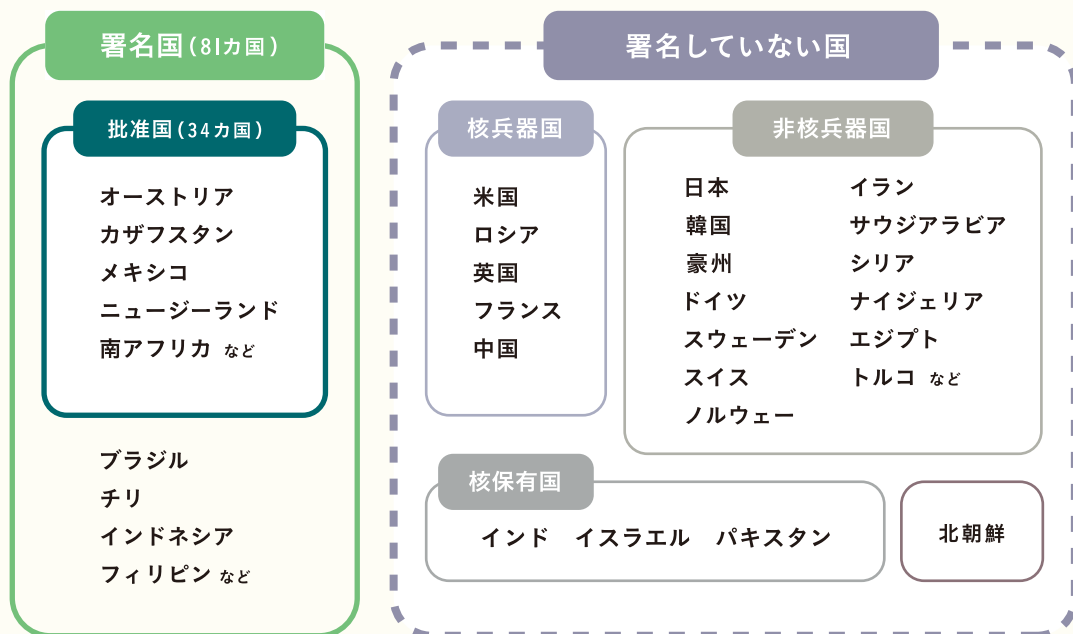 署名国(81カ国)
批准国(34カ国)
オーストリア
カザフスタン
メキシコ
ニュージーランド
南アフリカ など
ブラジル
チリ
インドネシア
フィリピン など
署名していない国
核兵器国
米国
ロシア
英国
フランス
中国
非核兵器国
日本
韓国
豪州
ドイツ
スウェーデン
スイス
ノルウェー
イラン
サウジアラビア
シリア
ナイジェリア
エジプト
トルコ など
核保有国
インド イスラエル パキスタン
北朝鮮